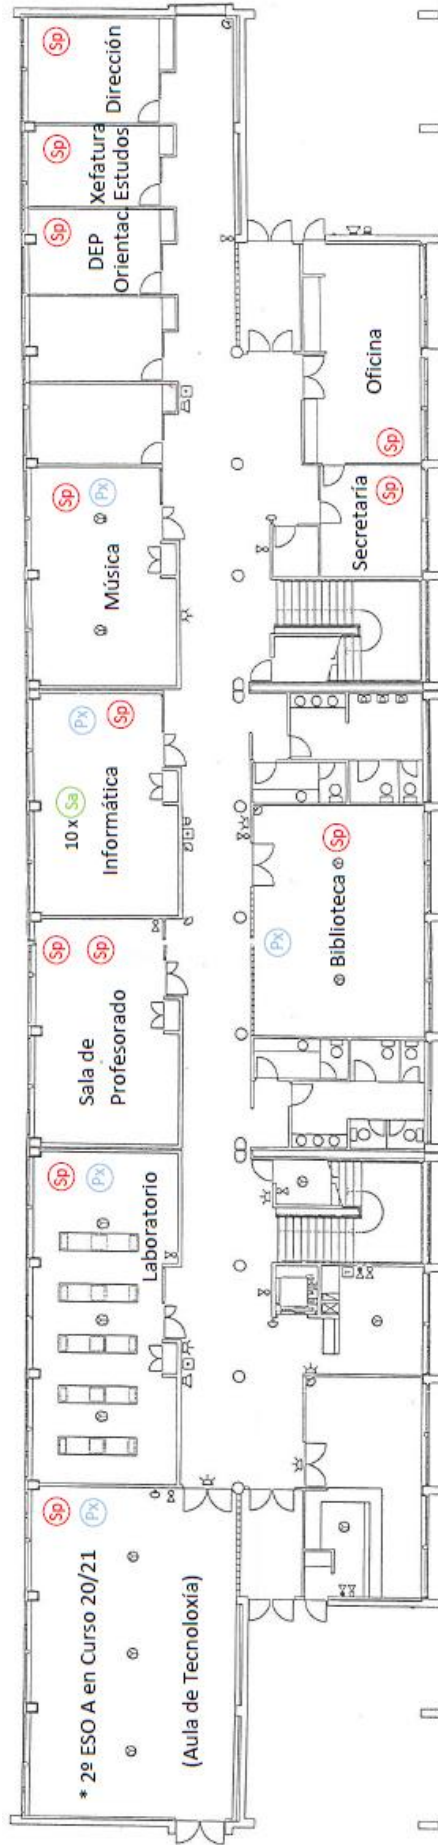 * 2º ESO A en Curso 20/21
(Aula de Tecnoloxía)
Sp
Px
Laboratorio
Sp
Px
Sala de
Profesorado
Sp
Sp
10 x Sa
Informática
Px
Sp
Música
Sp
Px
DEP
Orientac.
Sp
Xefatura
Estudos
Sp
Dirección
Sp
Biblioteca
Px
Sp
Secretaría
Sp
Oficina
Sp